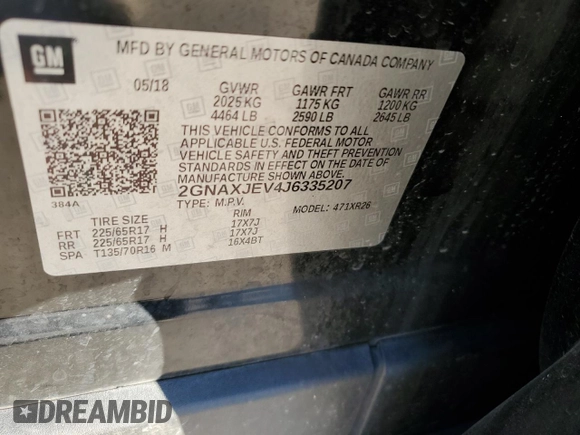 GM
MFD BY GENERAL MOTORS OF CANADA COMPANY
05/18 GVWR GAWR FRT GAWR RR
2025 KG 1175 KG 1200 KG
4464 LB 2590 LB 2645 LB
THIS VEHICLE CONFORMS TO ALL
APPLICABLE U.S. FEDERAL MOTOR
VEHICLE SAFETY AND THEFT PREVENTION
STANDARDS IN EFFECT ON THE DATE OF
MANUFACTURE SHOWN ABOVE.
2GNAXJEV4J6335207
384A
TYPE: M.P.V. MODEL: 471XR26
TIRE SIZE RIM
FRT 225/65R17 H 17X7J
RR 225/65R17 H 17X7J
SPA T135/70R16 M 16X4BT
DREAMBID